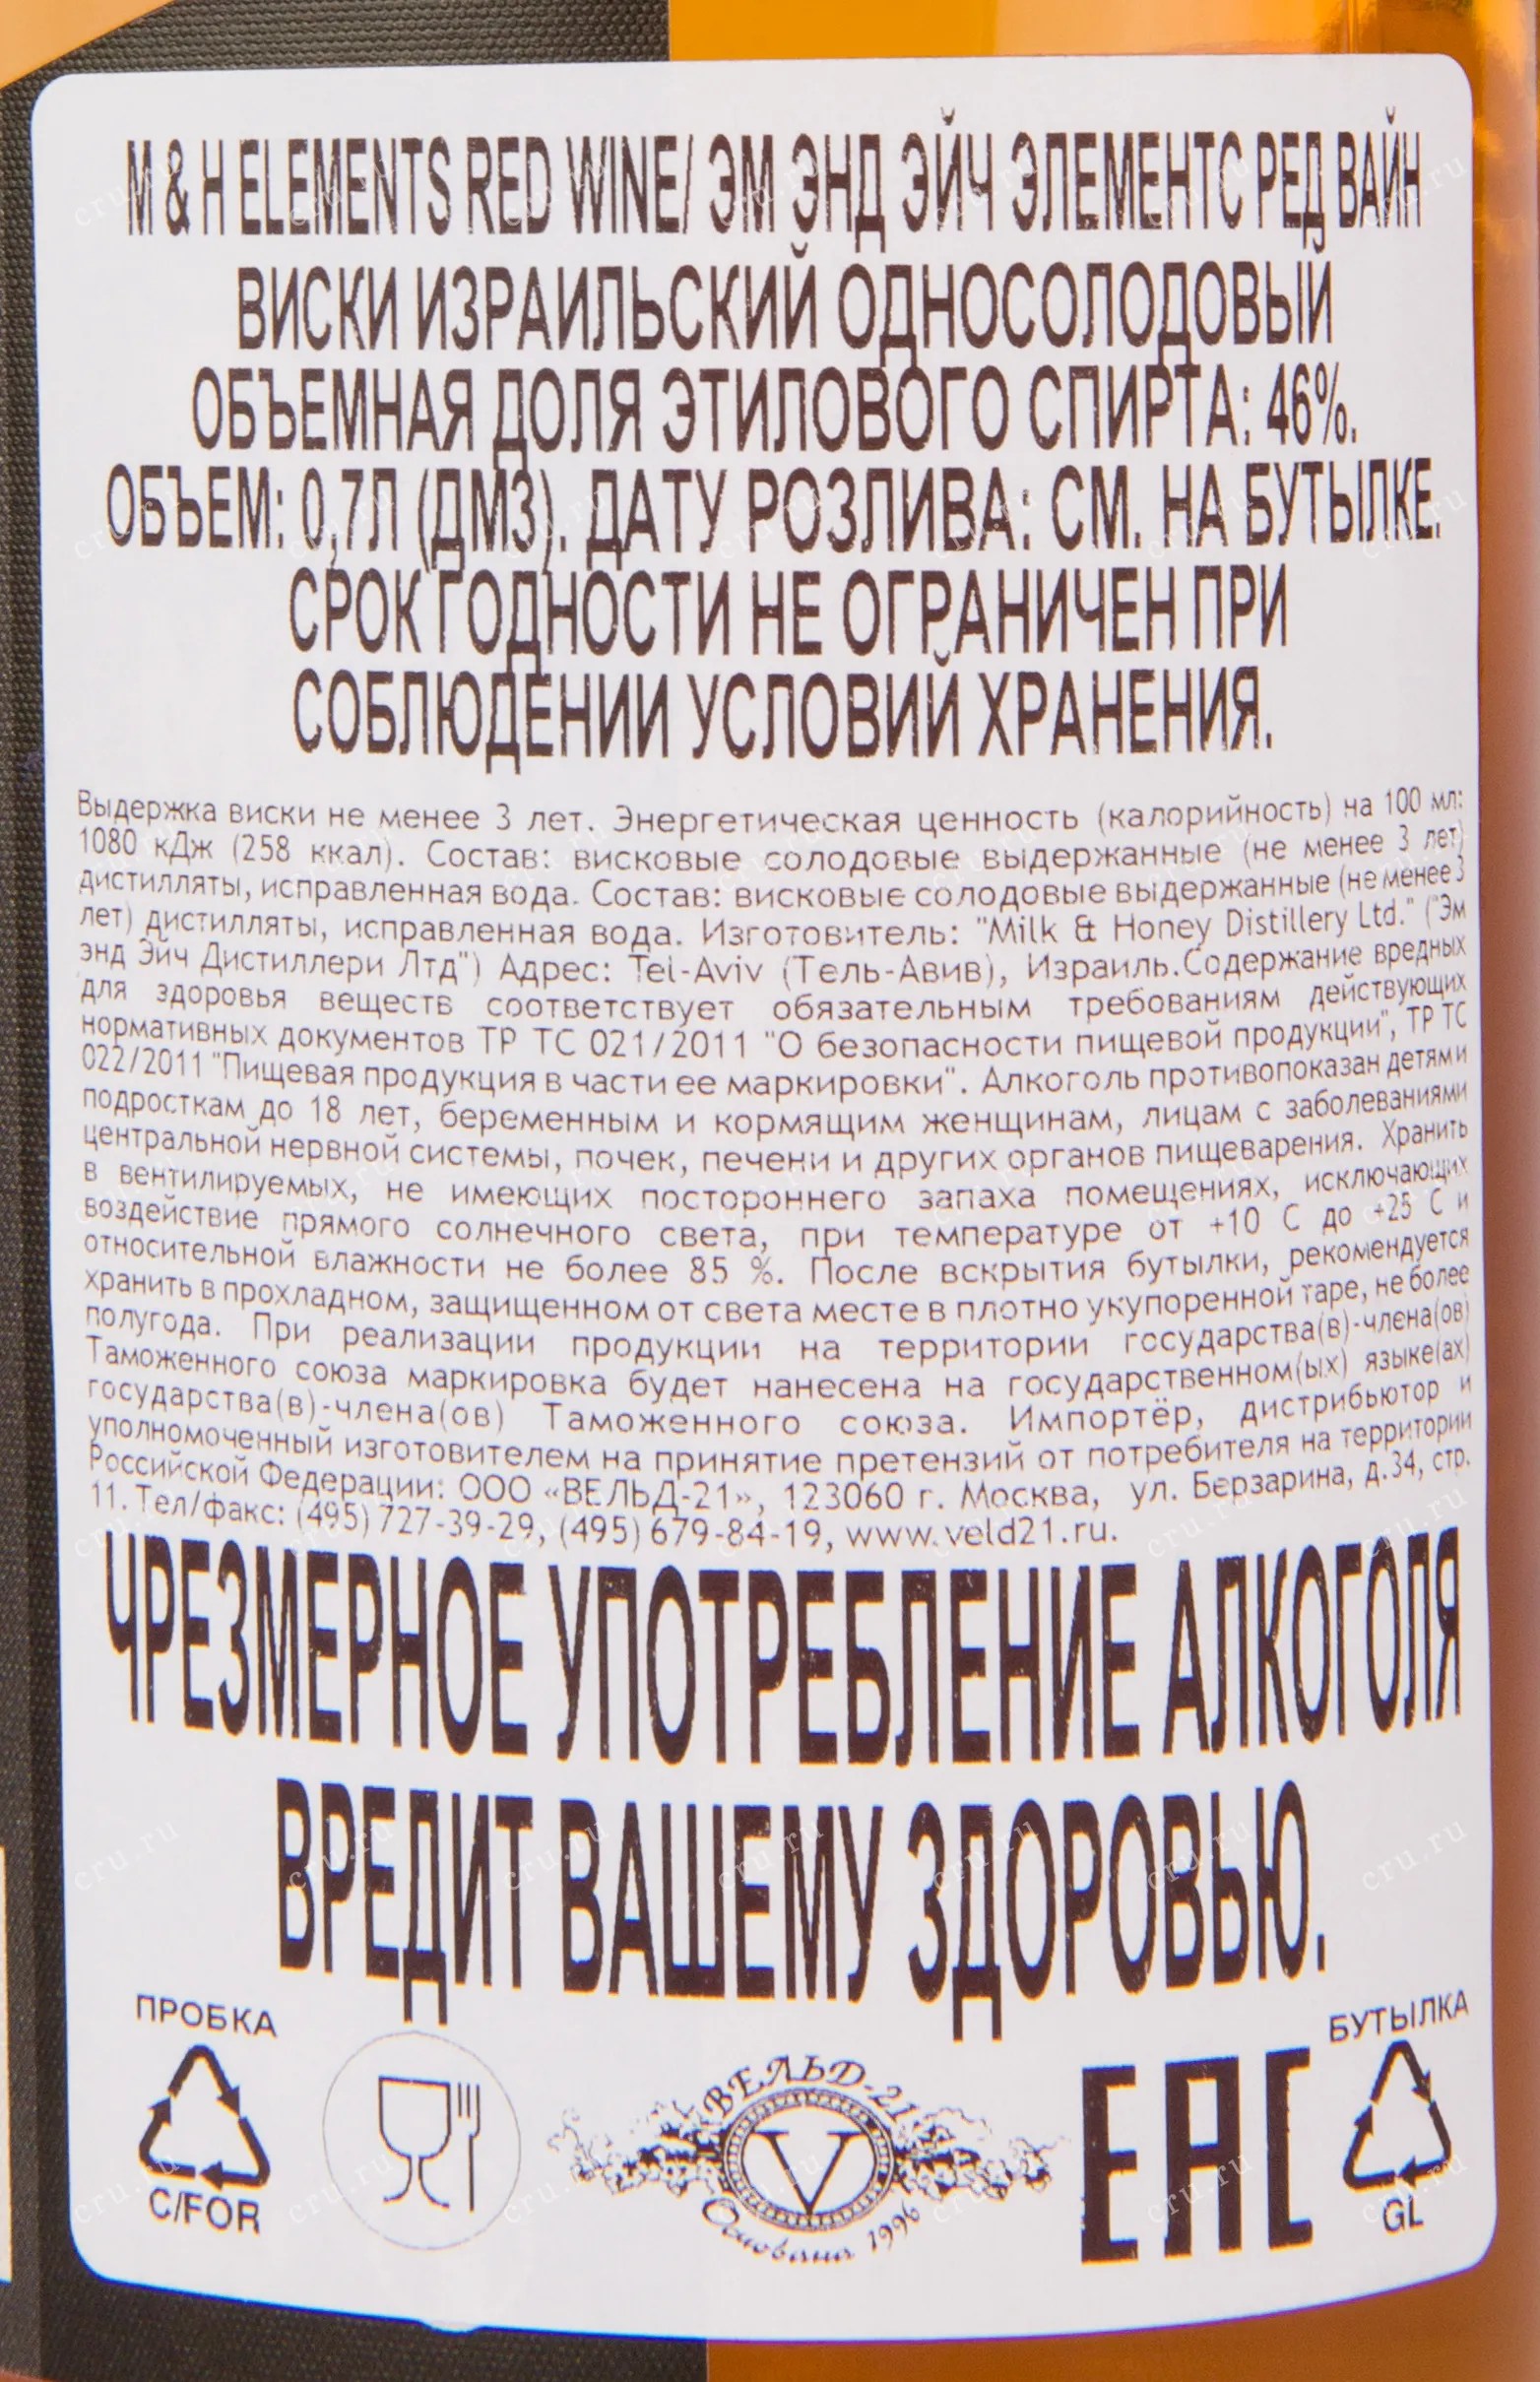 M & H ELEMENTS RED WINE/ ЭМ ЭНД ЭЙЧ ЭЛЕМЕНТС РЕД ВАЙН
ВИСКИ ИЗРАИЛЬСКИЙ ОДНОСОЛОДОВЫЙ
ОБЪЕМНАЯ ДОЛЯ ЭТИЛОВОГО СПИРТА: 46%.
ОБЪЕМ: 0,7Л (ДМ3). ДАТУ РОЗЛИВА: СМ. НА БУТЫЛКЕ.
СРОК ГОДНОСТИ НЕ ОГРАНИЧЕН ПРИ
СОБЛЮДЕНИИ УСЛОВИЙ ХРАНЕНИЯ.
Выдержка виски не менее 3 лет. Энергетическая ценность (калорийность) на 100 мл:
1080 кДж (258 ккал). Состав: висковые солодовые выдержанные (не менее 3 лет)
дистилляты, исправленная вода. Состав: висковые солодовые выдержанные (не менее 3
лет) дистилляты, исправленная вода. Изготовитель: "Milk & Honey Distillery Ltd." ("Эм
энд Эйч Дистиллери Лтд") Адрес: Tel-Aviv (Тель-Авив), Израиль.Содержание вредных
для здоровья веществ соответствует обязательным требованиям действующих
нормативных документов ТР ТС 021/2011 "О безопасности пищевой продукции", ТР ТС
022/2011 "Пищевая продукция в части ее маркировки". Алкоголь противопоказан детям и
подросткам до 18 лет, беременным и кормящим женщинам, лицам с заболеваниями
центральной нервной системы, почек, печени и других органов пищеварения. Хранить
в вентилируемых, не имеющих постороннего запаха помещениях, исключающих
воздействие прямого солнечного света, при температуре от +10 С до +25 С и
относительной влажности не более 85 %. После вскрытия бутылки, рекомендуется
хранить в прохладном, защищенном от света месте в плотно укупоренной таре, не более
полугода. При реализации продукции на территории государства(в)-члена(ов)
Таможенного союза маркировка будет нанесена на государственном(ых) языке(ах)
государства(в)-члена(ов) Таможенного союза. Импортёр, дистрибьютор и
уполномоченный изготовителем на принятие претензий от потребителя на территории
Российской Федерации: ООО «ВЕЛЬД-21», 123060 г. Москва, ул. Берзарина, д.34, стр.
11. Тел/факс: (495) 727-39-29, (495) 679-84-19, www.veld21.ru.
ЧРЕЗМЕРНОЕ УПОТРЕБЛЕНИЕ АЛКОГОЛЯ
ВРЕДИТ ВАШЕМУ ЗДОРОВЬЮ.
ПРОБКА
C/FOR
ВЕЛЬД-21
V
Основана 1996
EAC
БУТЫЛКА
GL
cru.ru